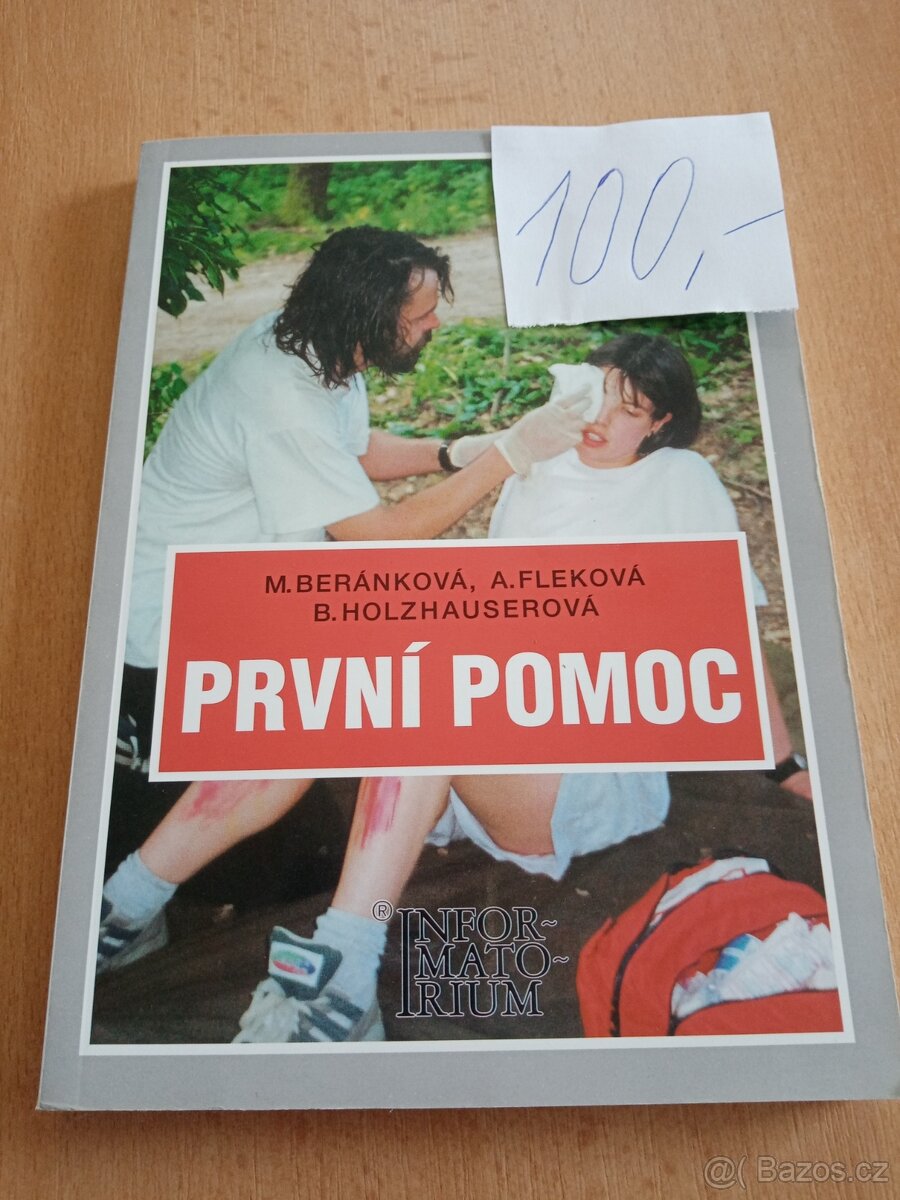 100,-
M.BERÁNKOVÁ, A.FLEKOVÁ
B.HOLZHAUSEROVÁ
PRVNÍ POMOC
® INFOR~
MATO~
RIUM
@( Bazos.cz